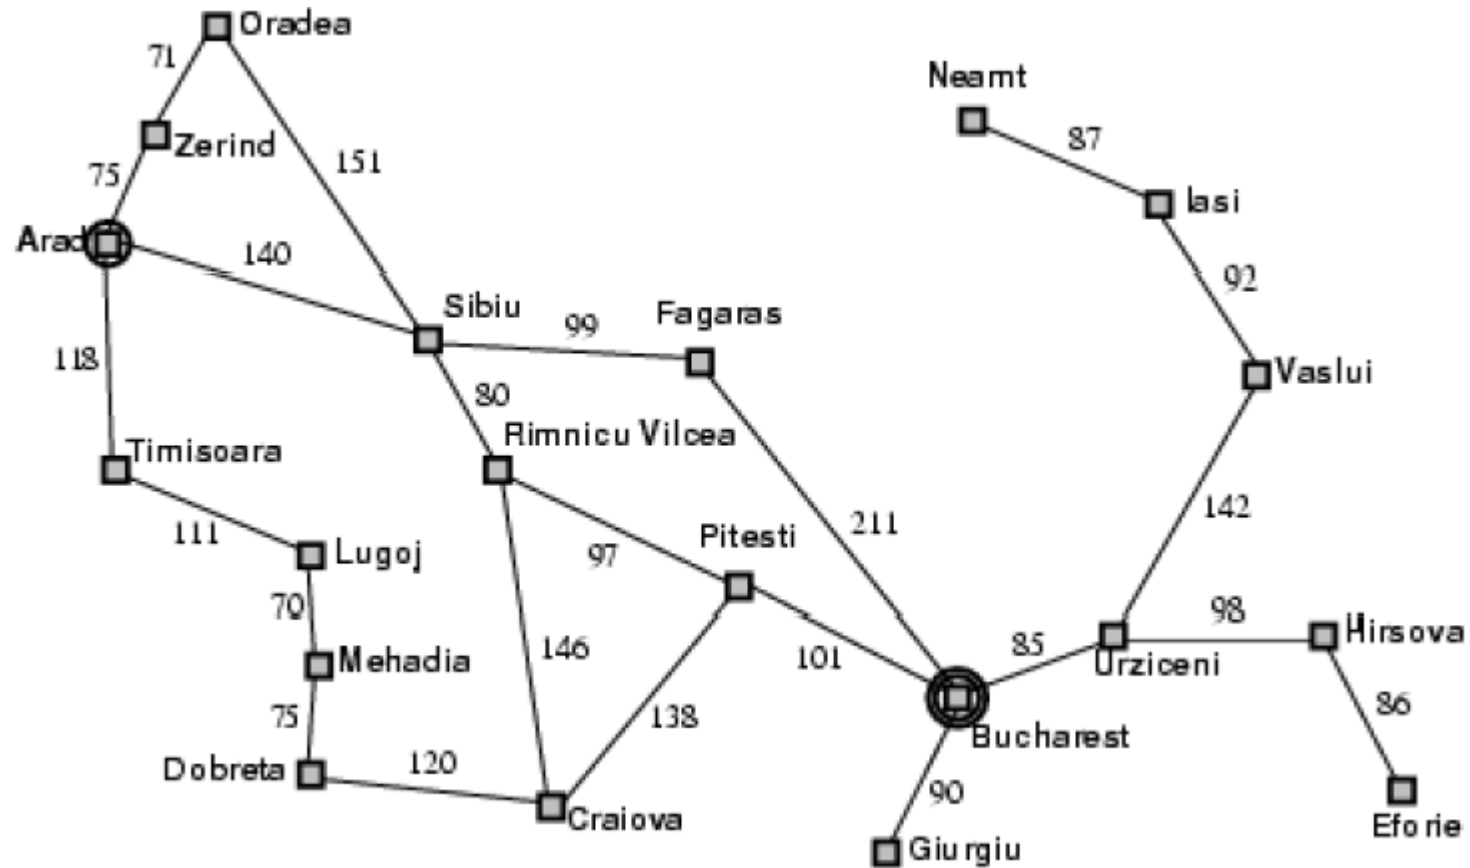 Oradea
71
Neamt
87
Zerind
151
75
Iasi
Arad
140
92
Sibiu
Fagaras
99
118
Vaslui
80
Rimnicu Vilcea
Timisoara
142
211
Pitesti
111
Lugoj
97
70
98
Hirsova
146
85
Mehadia
101
Urziceni
86
75
138
Bucharest
Dobreta
120
90
Craiova
Eforie
Giurgiu